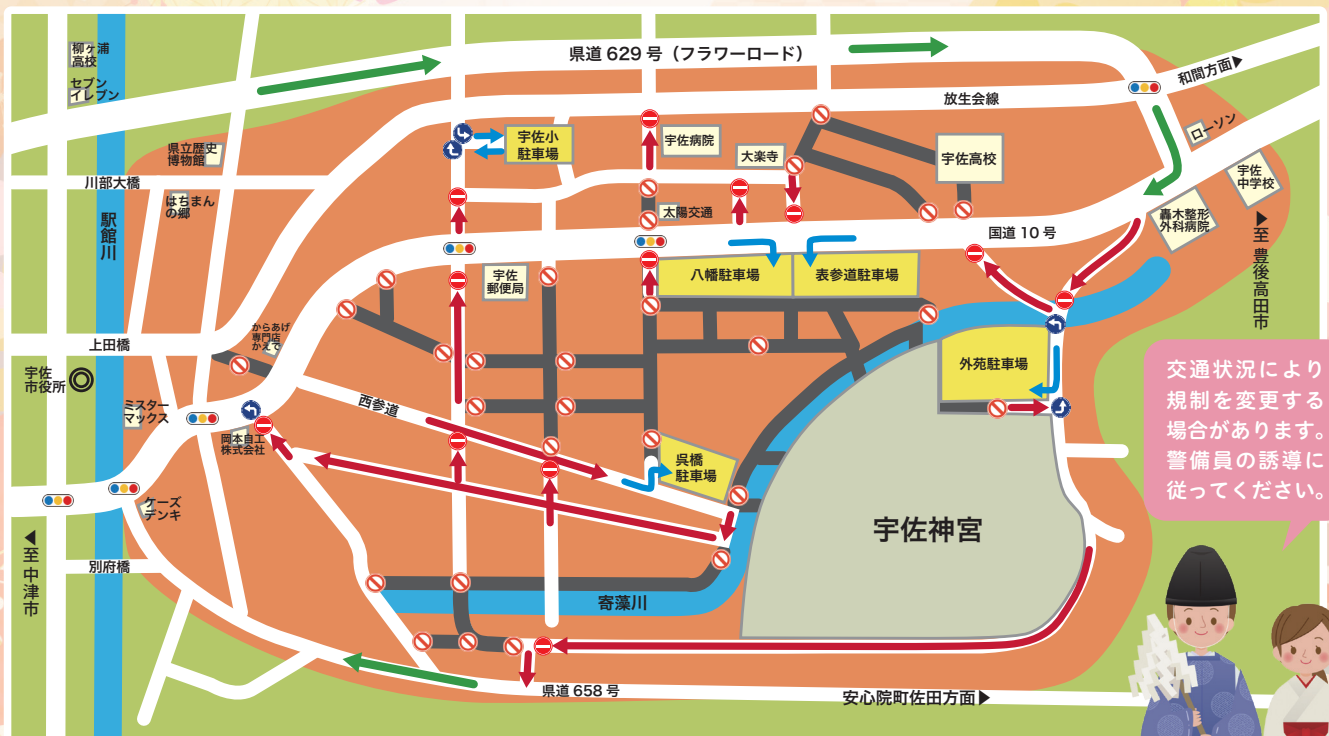 柳ヶ浦
高校
セブン
イレブン
県道 629 号（フラワーロード）
和間方面▶
放生会線
ローソン
宇佐小
駐車場
宇佐病院
大楽寺
宇佐高校
宇佐
中学校
県立歴史
博物館
川部大橋
はちまん
の郷
駅館川
太陽交通
轟木整形
外科病院
国道 10 号
▶至 豊後高田市
宇佐
郵便局
八幡駐車場
表参道駐車場
からあげ
専門店
かえで
上田橋
宇佐
市役所
ミスター
マックス
岡本自工
株式会社
西参道
外苑駐車場
呉橋
駐車場
ケーズ
デンキ
宇佐神宮
◀至 中津市
別府橋
寄藻川
県道 658 号
安心院町佐田方面▶
交通状況により
規制を変更する
場合があります。
警備員の誘導に
従ってください。